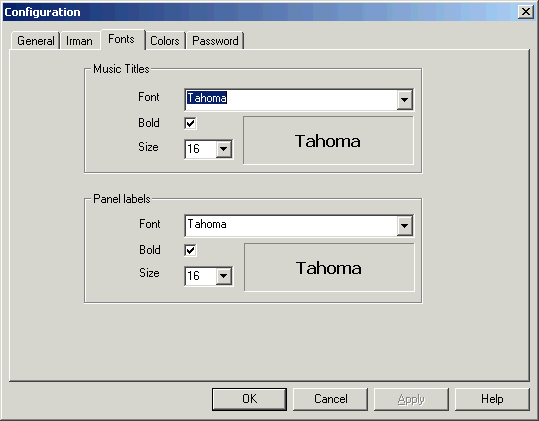 Configuration
General Irman Fonts Colors Password
Music Titles
Font Tahoma
Bold
Size 16 Tahoma
Panel labels
Font Tahoma
Bold
Size 16 Tahoma
OK Cancel Apply Help